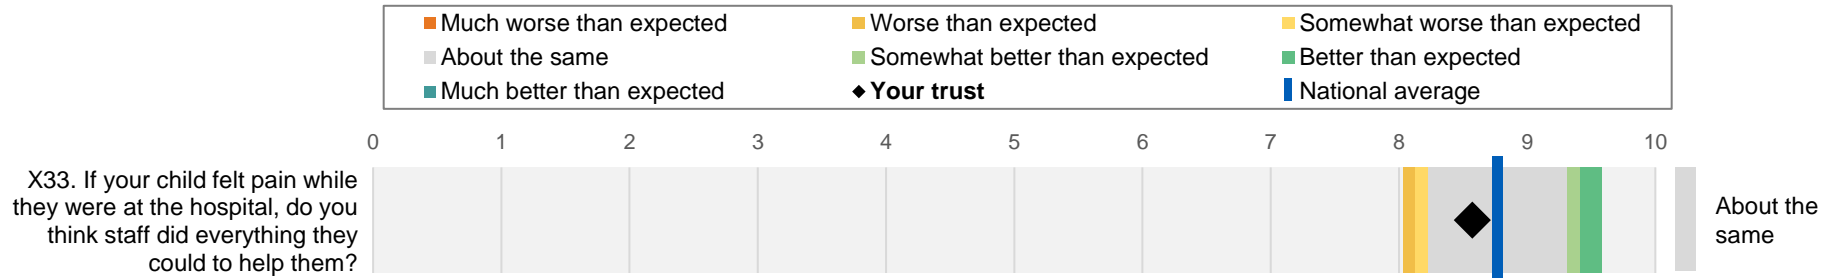 Much worse than expected
Worse than expected
Somewhat worse than expected
About the same
Somewhat better than expected
Better than expected
Much better than expected
Your trust
National average
0 1 2 3 4 5 6 7 8 9 10
X33. If your child felt pain while
they were at the hospital, do you
think staff did everything they
could to help them?
About the
same